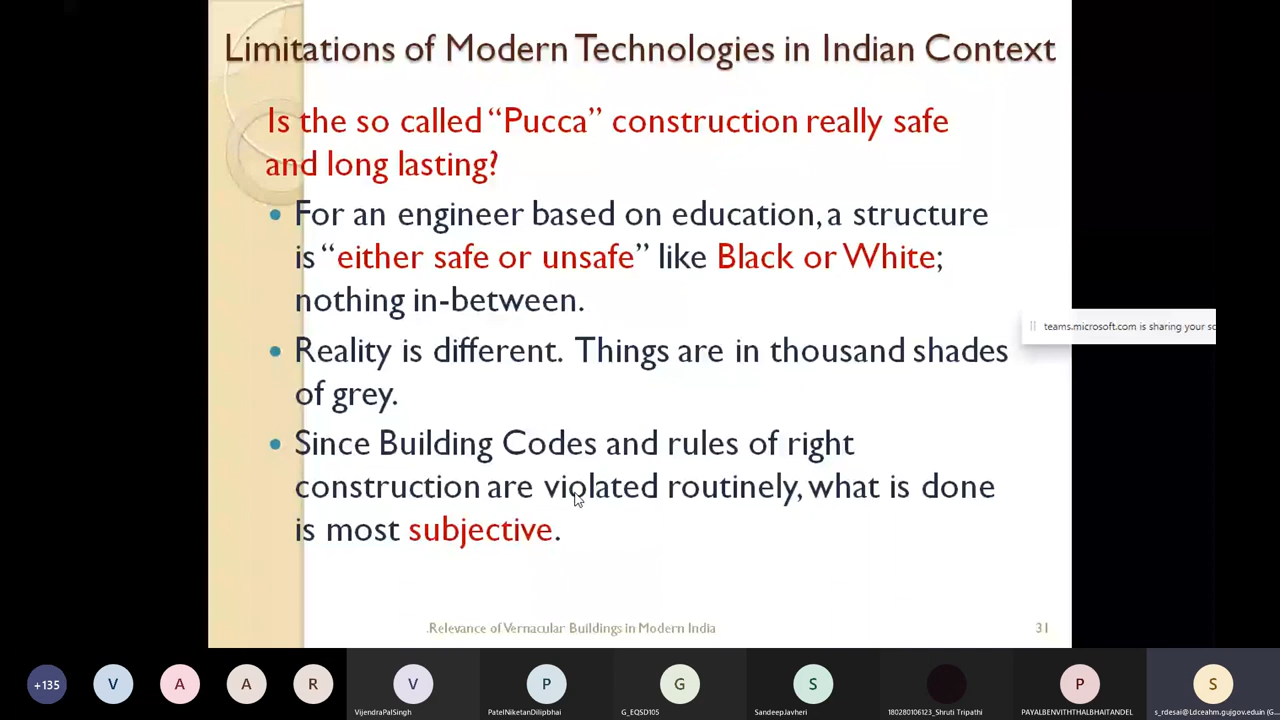 Limitations of Modern Technologies in Indian Context
Is the so called “Pucca” construction really safe
and long lasting?
• For an engineer based on education, a structure
is “either safe or unsafe” like Black or White;
nothing in-between.
• Reality is different. Things are in thousand shades
of grey.
• Since Building Codes and rules of right
construction are violated routinely, what is done
is most subjective.
teams.microsoft.com is sharing your sc
.Relevance of Vernacular Buildings in Modern India
31
+135
V
A
A
R
V
P
G
S
P
S
VijendraPalSingh
PatelNiketanDilipbhai
G_EQSD105
SandeepJavheri
180280106123_Shruti Tripathi
PAYALBENVITHTHALBHAITANDEL
s_rdesai@Ldceahm.gujgov.eduin (G